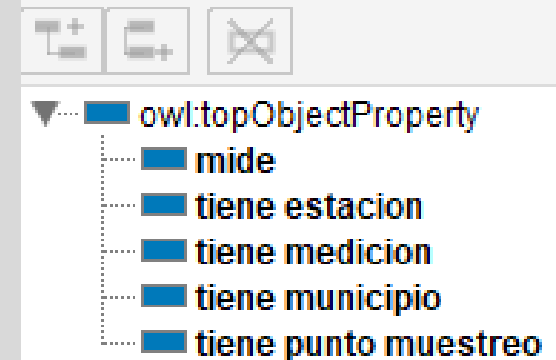 owl:topObjectProperty
mide
tiene estacion
tiene medicion
tiene municipio
tiene punto muestreo